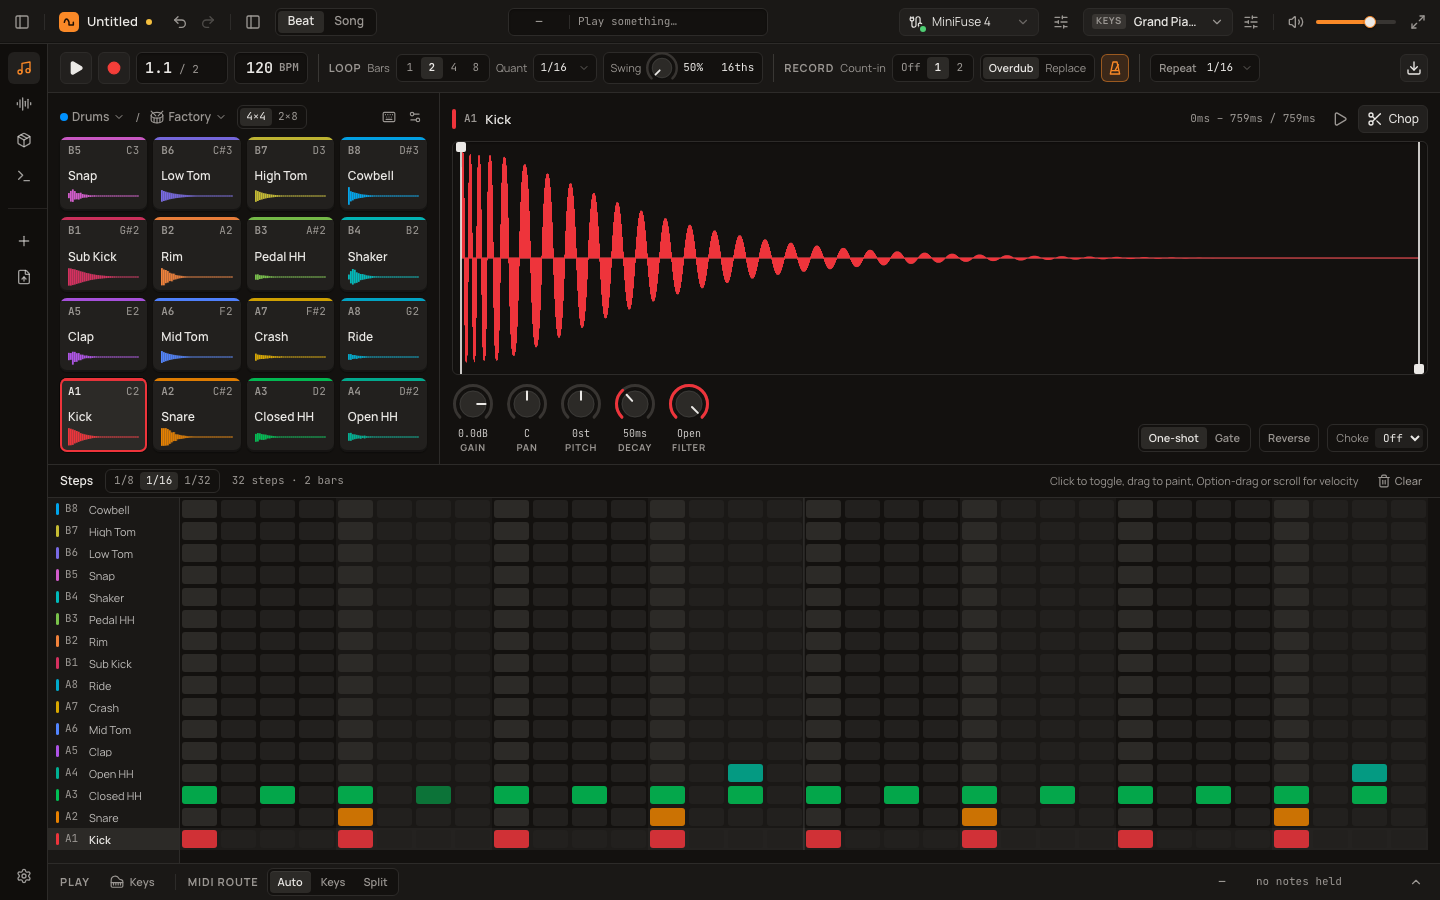 Untitled
Beat Song
– Play something…
MiniFuse 4
KEYS Grand Pia…
1.1 / 2
120 BPM
LOOP Bars 1 2 4 8 Quant 1/16
Swing 50% 16ths
RECORD Count-in Off 1 2 Overdub Replace
Repeat 1/16
Drums / Factory 4×4 2×8
B5 C3 B6 C#3 B7 D3 B8 D#3
Snap Low Tom High Tom Cowbell
B1 G#2 B2 A2 B3 A#2 B4 B2
Sub Kick Rim Pedal HH Shaker
A5 E2 A6 F2 A7 F#2 A8 G2
Clap Mid Tom Crash Ride
A1 C2 A2 C#2 A3 D2 A4 D#2
Kick Snare Closed HH Open HH
A1 Kick
0ms – 759ms / 759ms
Chop
0.0dB C 0st 50ms Open
GAIN PAN PITCH DECAY FILTER
One-shot Gate Reverse Choke Off
Steps 1/8 1/16 1/32 32 steps · 2 bars
Click to toggle, drag to paint, Option-drag or scroll for velocity
Clear
B8 Cowbell
B7 High Tom
B6 Low Tom
B5 Snap
B4 Shaker
B3 Pedal HH
B2 Rim
B1 Sub Kick
A8 Ride
A7 Crash
A6 Mid Tom
A5 Clap
A4 Open HH
A3 Closed HH
A2 Snare
A1 Kick
PLAY Keys MIDI ROUTE Auto Keys Split
– no notes held